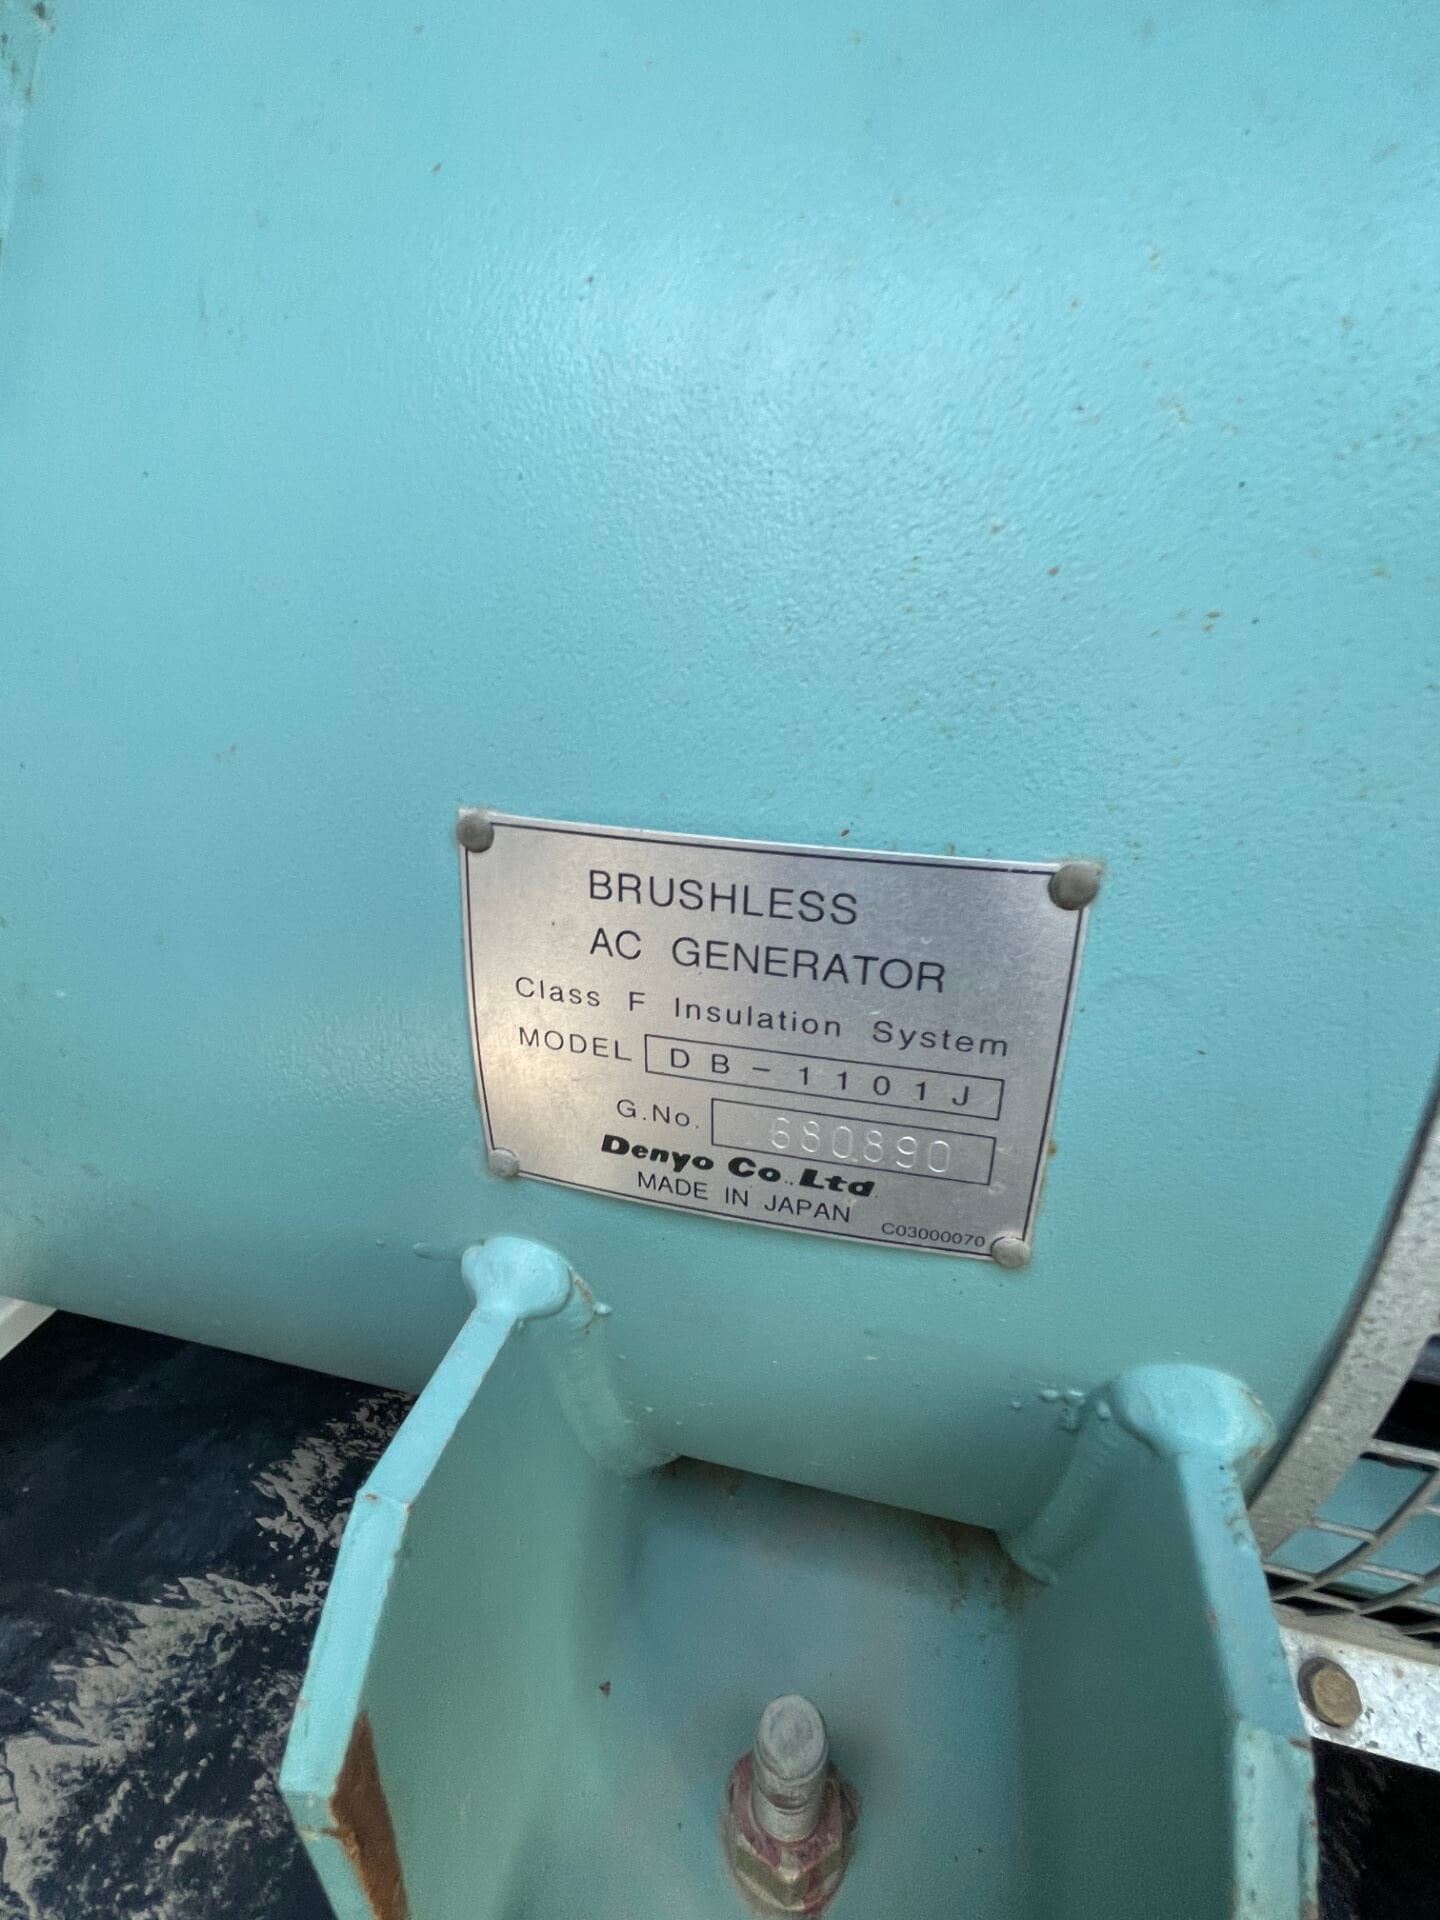 BRUSHLESS
AC GENERATOR
Class F Insulation System
MODEL DB-1101J
G.No. 680890
Denyo Co.,Ltd.
MADE IN JAPAN
C03000070